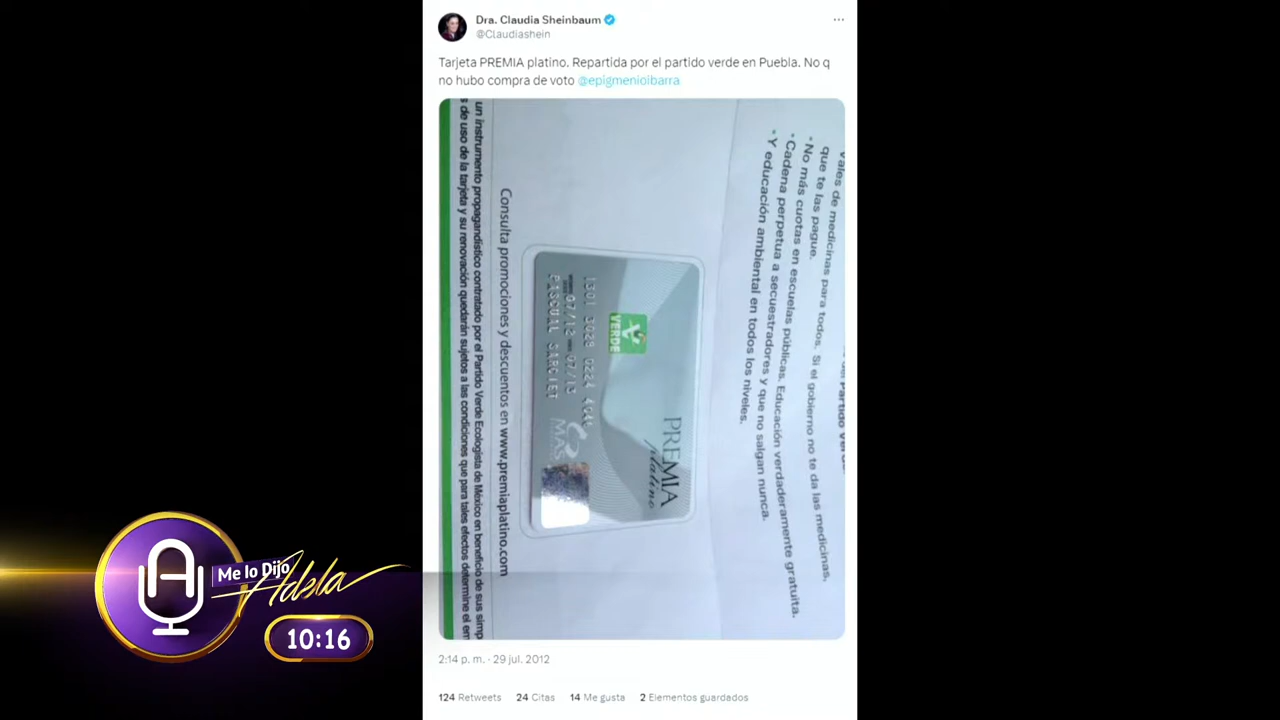 Dra. Claudia Sheinbaum
@Claudiashein
Tarjeta PREMIA platino. Repartida por el partido verde en Puebla. No q
no hubo compra de voto @epigmenioibarra
Vales de medicinas para todos. Si el gobierno no te da las medicinas,
que te las pague.
• No más cuotas en escuelas públicas. Educación verdaderamente gratuita.
• Cadena perpetua a secuestradores y que no salgan nunca.
• Y educación ambiental en todos los niveles.
PREMIA
platino
VERDE
07/12 07/13
PASCUAL SARGIET
Consulta promociones y descuentos en www.premiaplatino.com
un instrumento propagandístico contratado por el Partido Verde Ecologista de México en beneficio de sus simp
s de uso de la tarjeta y su renovación quedarán sujetos a las condiciones que para tales efectos determine el em
2:14 p. m. · 29 jul. 2012
124 Retweets 24 Citas 14 Me gusta 2 Elementos guardados
Me lo Dijo
Adela
10:16